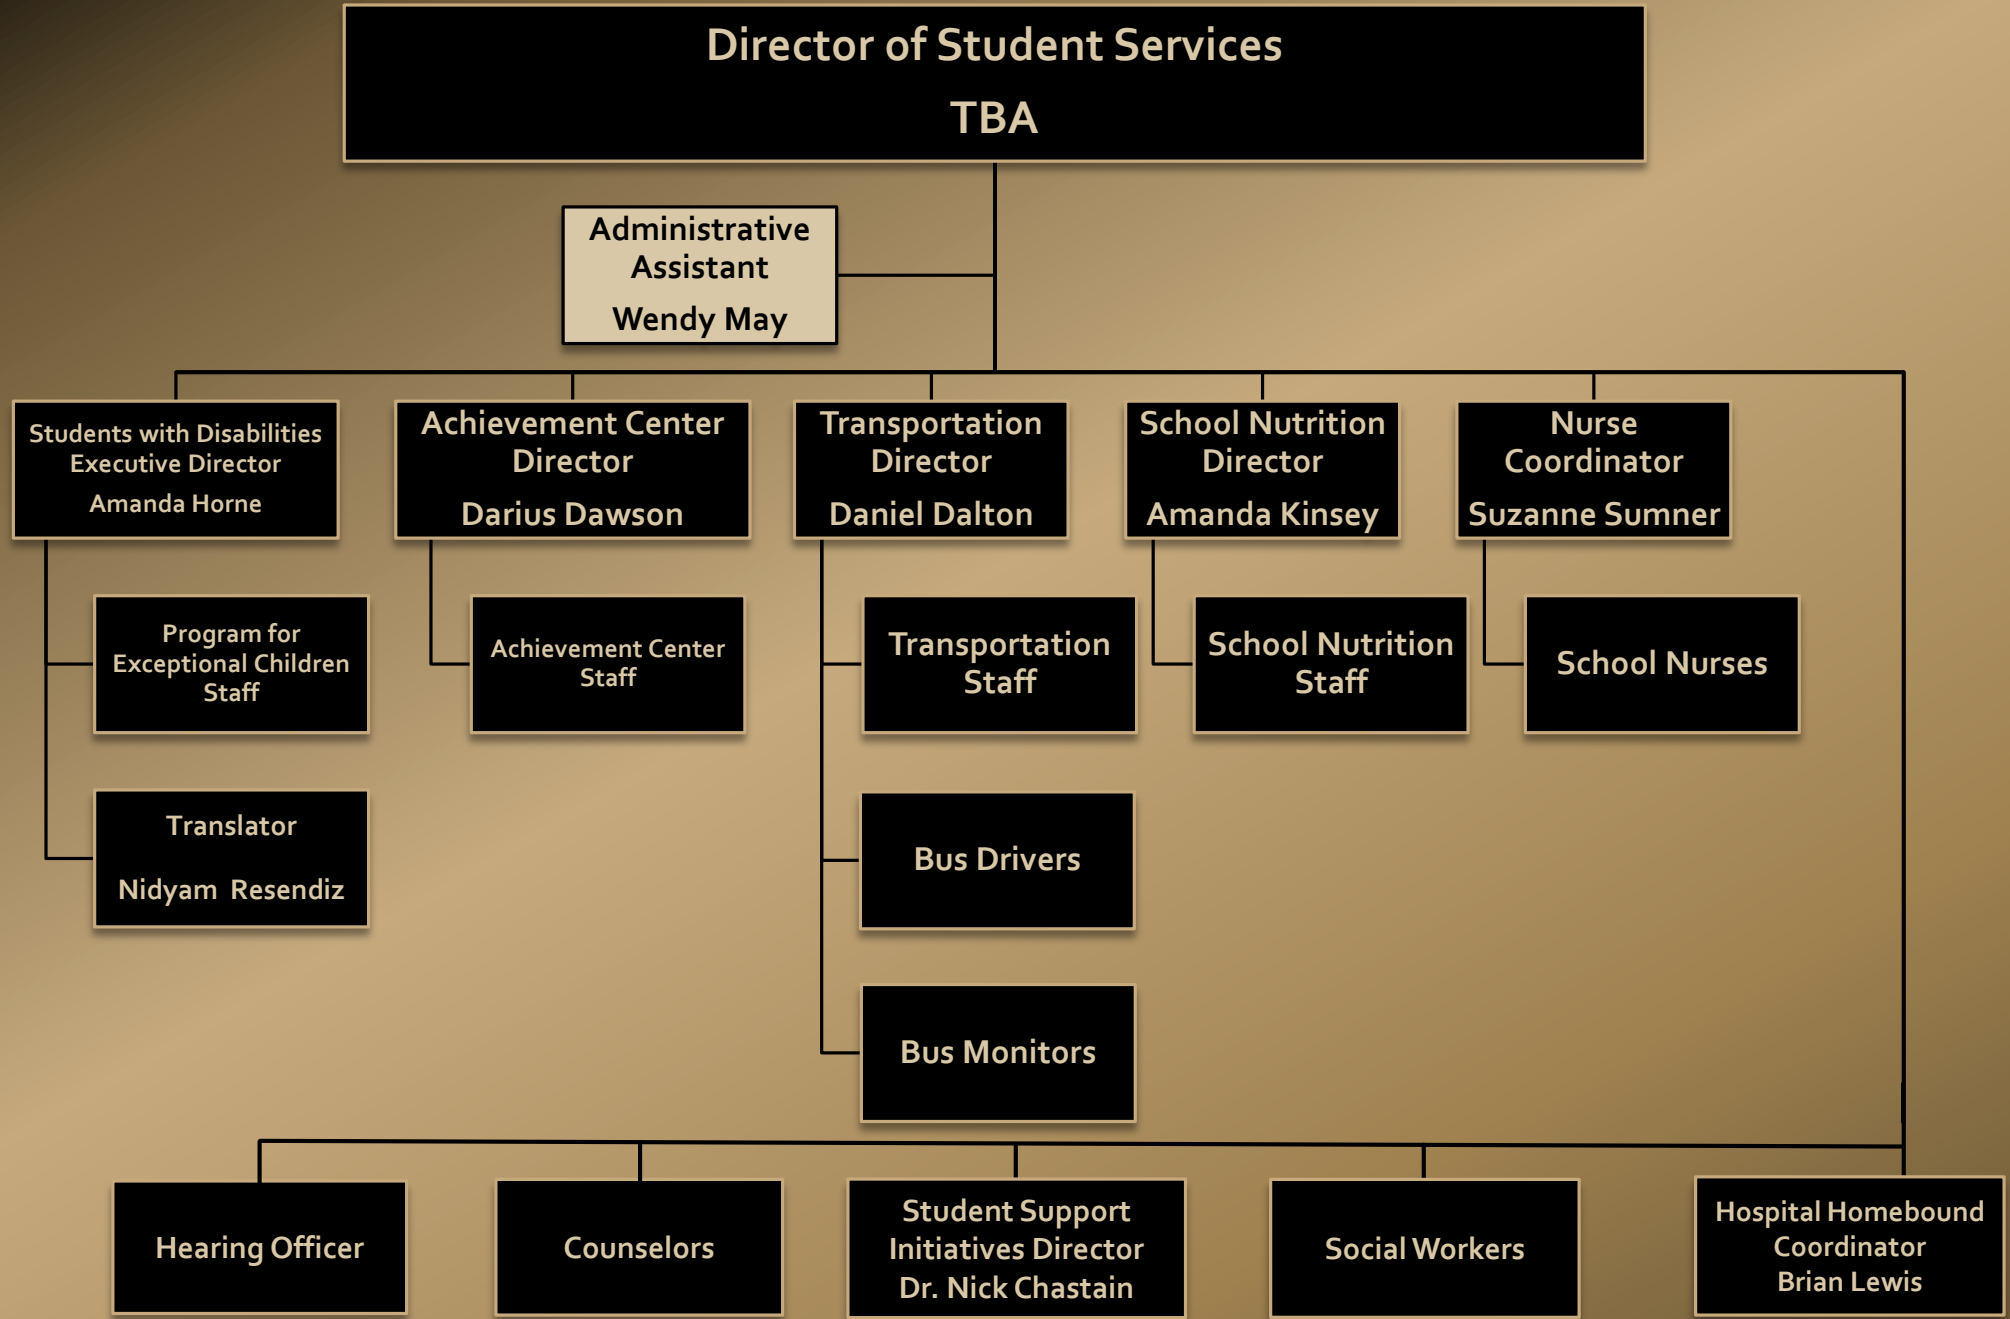 Director of Student Services
TBA
Administrative
Assistant
Wendy May
Students with Disabilities
Executive Director
Amanda Horne
Achievement Center
Director
Darius Dawson
Transportation
Director
Daniel Dalton
School Nutrition
Director
Amanda Kinsey
Nurse
Coordinator
Suzanne Sumner
Program for
Exceptional Children
Staff
Achievement Center
Staff
Transportation
Staff
School Nutrition
Staff
School Nurses
Translator
Nidyam Resendiz
Bus Drivers
Bus Monitors
Hearing Officer
Counselors
Student Support
Initiatives Director
Dr. Nick Chastain
Social Workers
Hospital Homebound
Coordinator
Brian Lewis